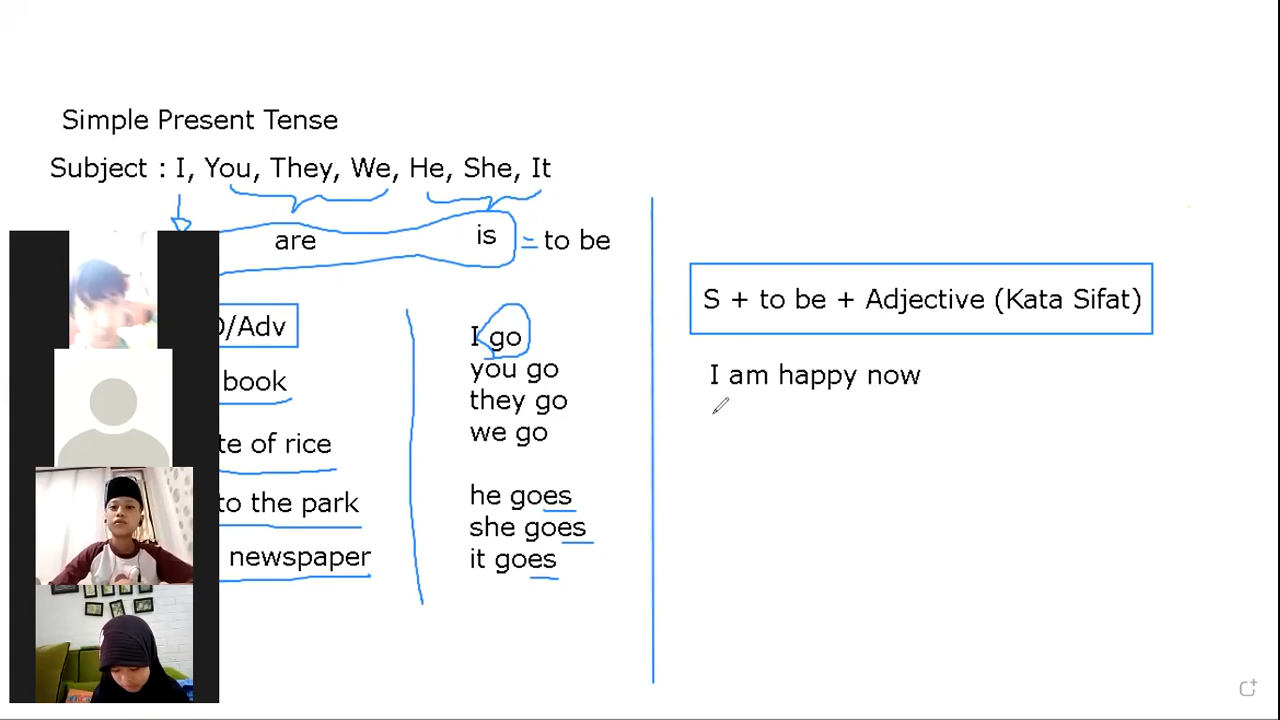 Simple Present Tense
Subject : I, You, They, We, He, She, It
are is = to be
/Adv
book
te of rice
to the park
newspaper
I go
you go
they go
we go
he goes
she goes
it goes
S + to be + Adjective (Kata Sifat)
I am happy now